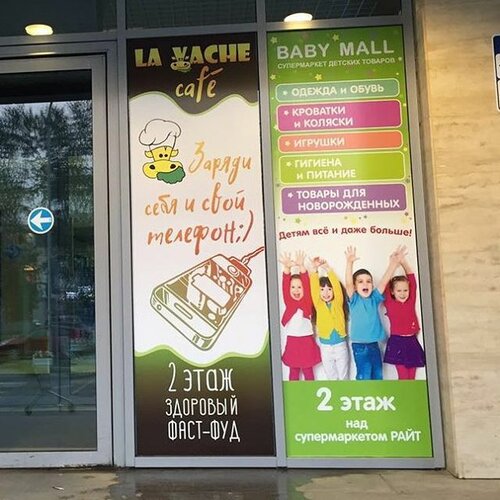 LA VACHE
café
Заряди
себя и свой
телефон:)
2 этаж
ЗДОРОВЫЙ
ФАСТ-ФУД
BABY MALL
СУПЕРМАРКЕТ ДЕТСКИХ ТОВАРОВ
ОДЕЖДА и ОБУВЬ
КРОВАТКИ
и КОЛЯСКИ
ИГРУШКИ
ГИГИЕНА
и ПИТАНИЕ
ТОВАРЫ ДЛЯ
НОВОРОЖДЕННЫХ
Детям всё и даже больше!
2 этаж
над
супермаркетом РАЙТ